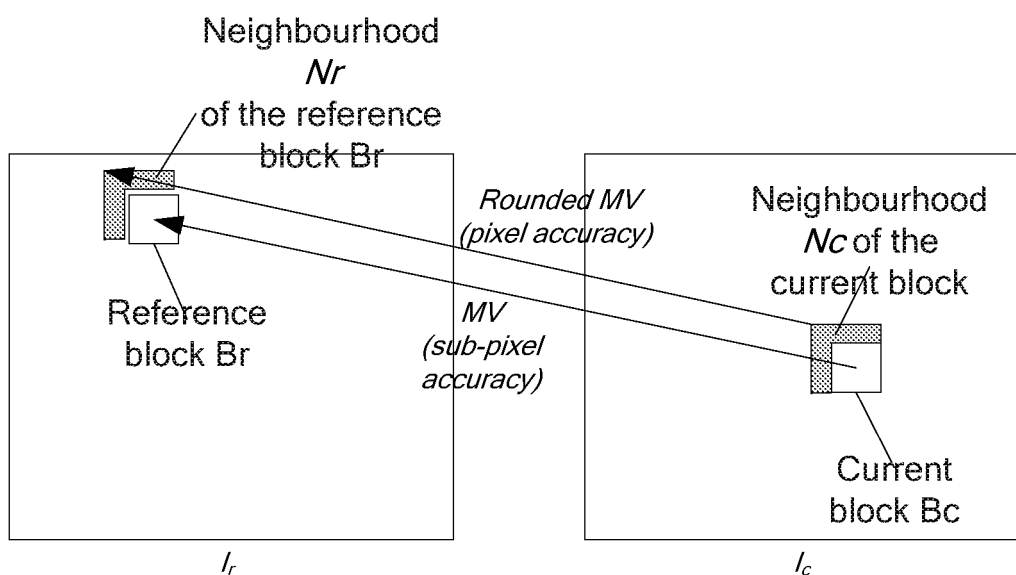 Neighbourhood
Nr
of the reference
block Br
Rounded MV
(pixel accuracy)
Neighbourhood
Nc of the
current block
Reference
block Br
MV
(sub-pixel
accuracy)
Current
block Bc
Ir
Ic